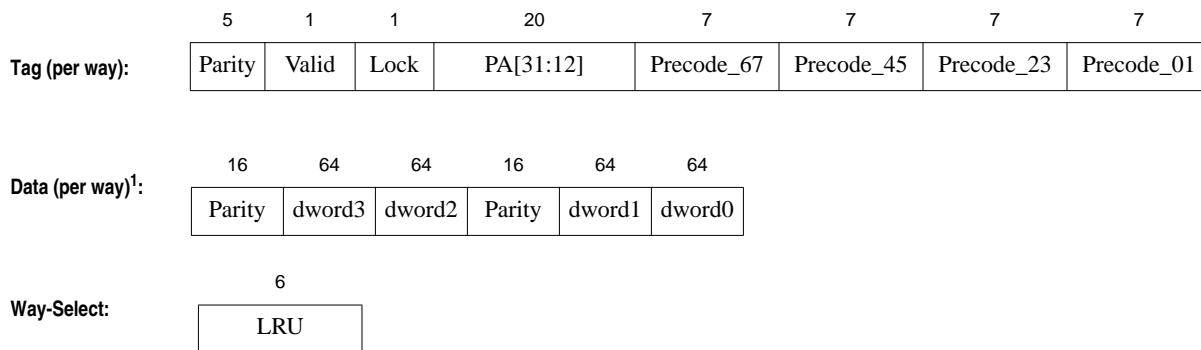 5 1 1 20 7 7 7 7
Tag (per way): Parity Valid Lock PA[31:12] Precode_67 Precode_45 Precode_23 Precode_01
16 64 64 16 64 64
Data (per way)1: Parity dword3 dword2 Parity dword1 dword0
6
Way-Select: LRU